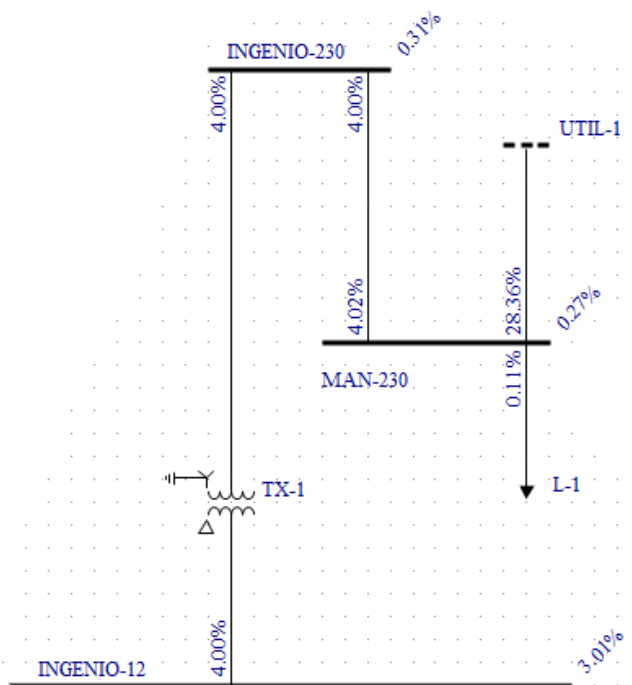 0.31%
INGENIO-230
4.00%
4.00%
UTIL-1
4.02%
28.36%
0.27%
MAN-230
0.11%
TX-1
L-1
4.00%
INGENIO-12
3.01%